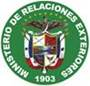 MINISTERIO DE RELACIONES EXTERIORES
1903